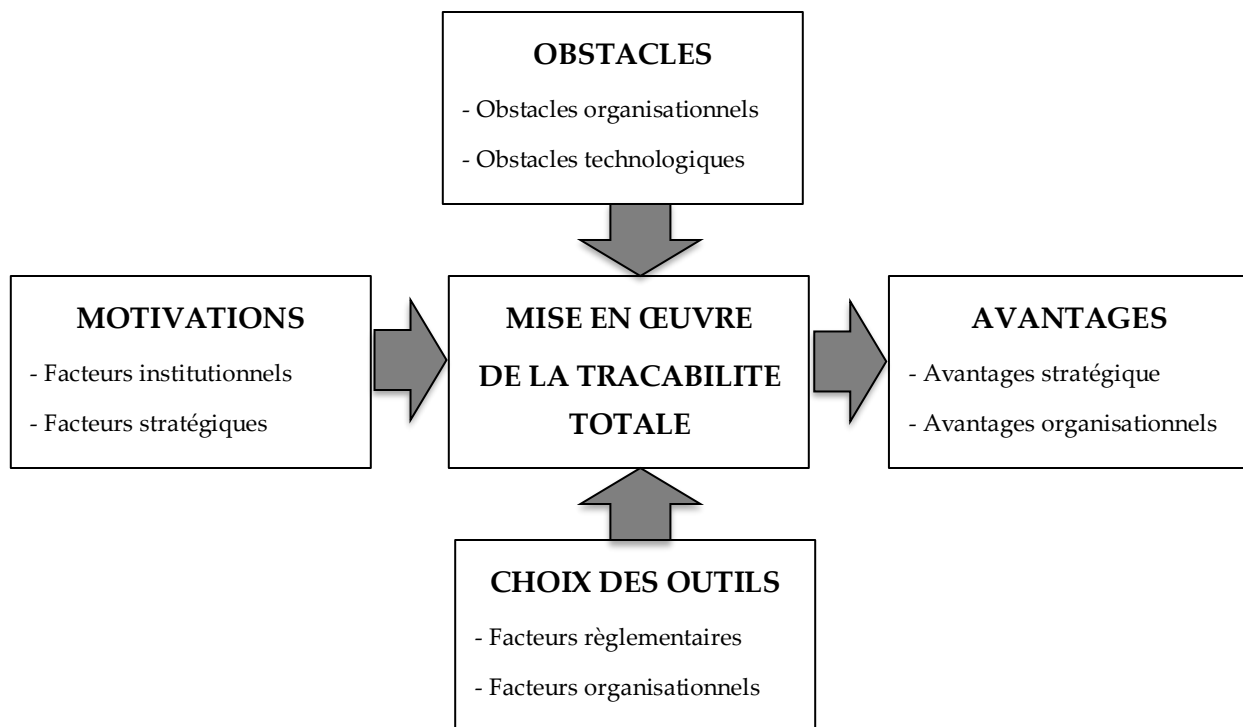 OBSTACLES
- Obstacles organisationnels
- Obstacles technologiques
MOTIVATIONS
- Facteurs institutionnels
- Facteurs stratégiques
MISE EN ŒUVRE
DE LA TRACABILITE
TOTALE
AVANTAGES
- Avantages stratégique
- Avantages organisationnels
CHOIX DES OUTILS
- Facteurs règlementaires
- Facteurs organisationnels